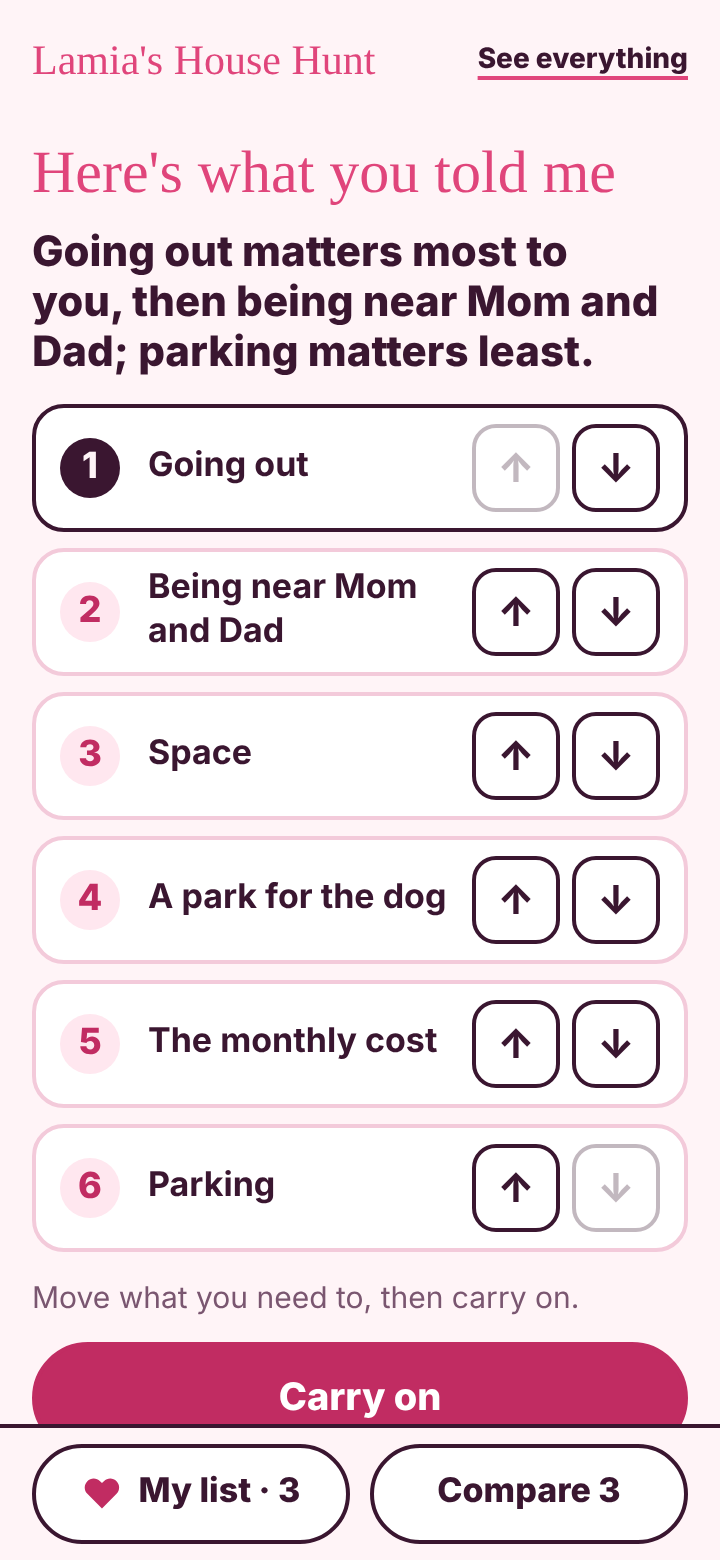 Lamia's House Hunt
See everything
Here's what you told me
Going out matters most to
you, then being near Mom and
Dad; parking matters least.
1 Going out ↑ ↓
2 Being near Mom
and Dad ↑ ↓
3 Space ↑ ↓
4 A park for the dog ↑ ↓
5 The monthly cost ↑ ↓
6 Parking ↑ ↓
Move what you need to, then carry on.
Carry on
My list · 3
Compare 3